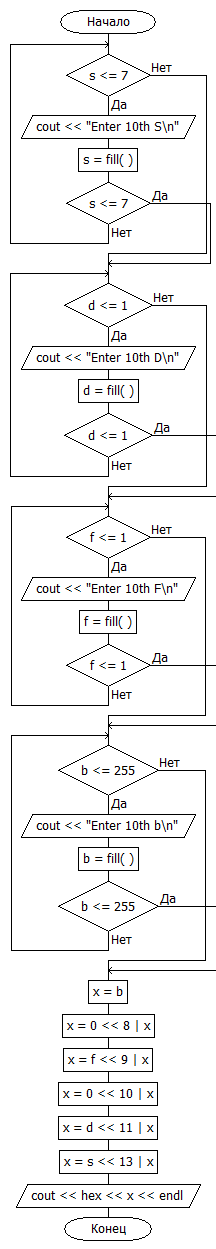 Начало
s <= 7
Нет
Да
cout << "Enter 10th S\n"
s = fill( )
s <= 7
Да
Нет
d <= 1
Нет
Да
cout << "Enter 10th D\n"
d = fill( )
d <= 1
Да
Нет
f <= 1
Нет
Да
cout << "Enter 10th F\n"
f = fill( )
f <= 1
Да
Нет
b <= 255
Нет
Да
cout << "Enter 10th b\n"
b = fill( )
b <= 255
Да
Нет
x = b
x = 0 << 8 | x
x = f << 9 | x
x = 0 << 10 | x
x = d << 11 | x
x = s << 13 | x
cout << hex << x << endl
Конец